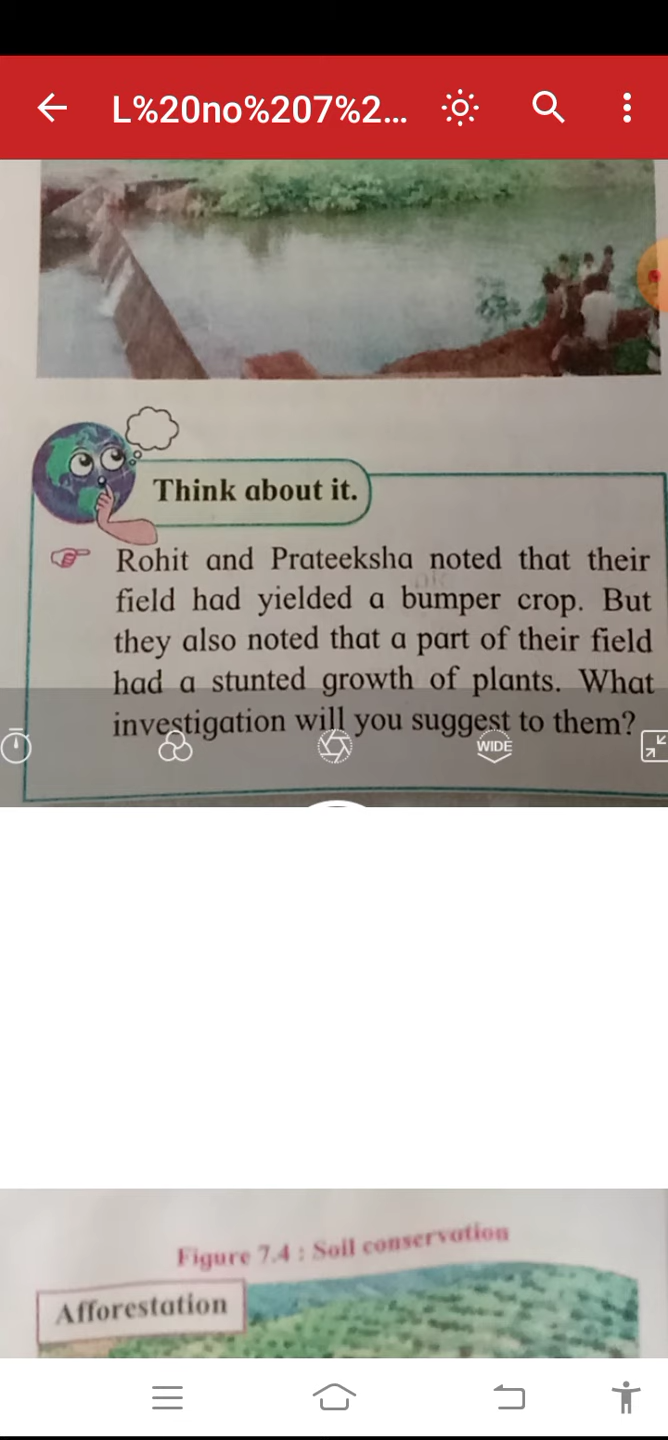 L%20no%207%2...
Think about it.
Rohit and Prateeksha noted that their
field had yielded a bumper crop. But
they also noted that a part of their field
had a stunted growth of plants. What
investigation will you suggest to them?
WIDE
Figure 7.4 : Soil conservation
Afforestation